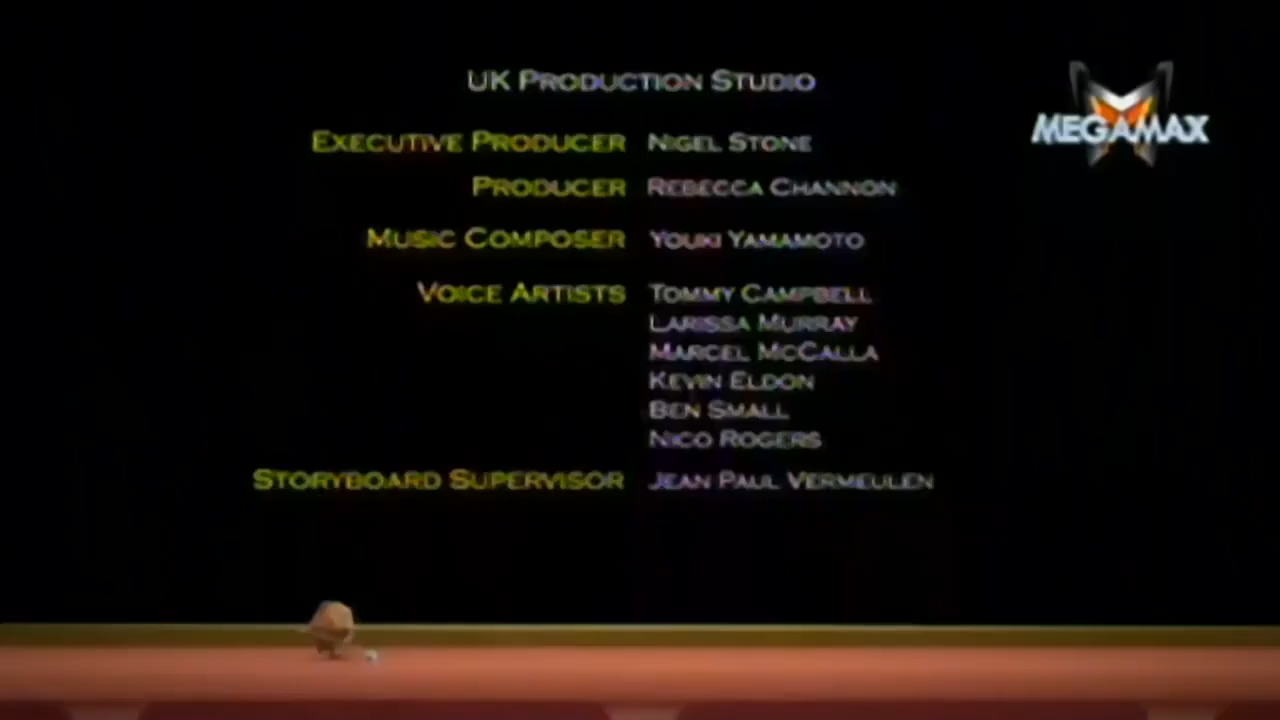 UK PRODUCTION STUDIO
MEGAMAX
EXECUTIVE PRODUCER NIGEL STONE
PRODUCER REBECCA CHANNON
MUSIC COMPOSER YOUKI YAMAMOTO
VOICE ARTISTS TOMMY CAMPBELL
LARISSA MURRAY
MARCEL MCCALLA
KEVIN ELDON
BEN SMALL
NICO ROGERS
STORYBOARD SUPERVISOR JEAN PAUL VERMEULEN